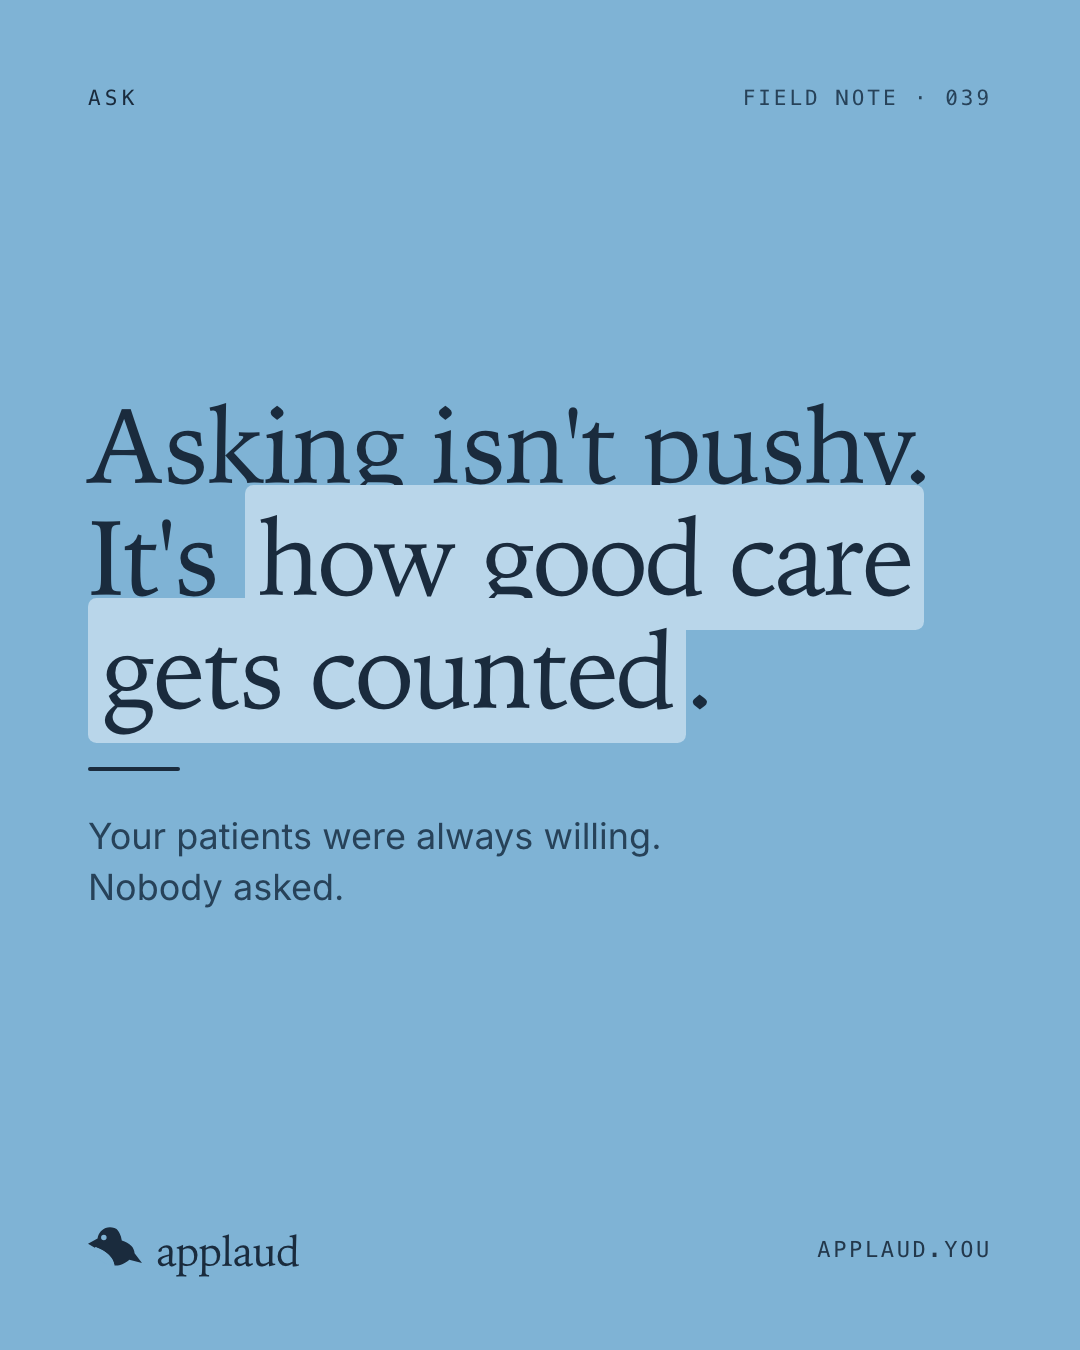 ASK
FIELD NOTE · 039
Asking isn't pushy.
It's how good care
gets counted.
Your patients were always willing.
Nobody asked.
applaud
APPLAUD.YOU